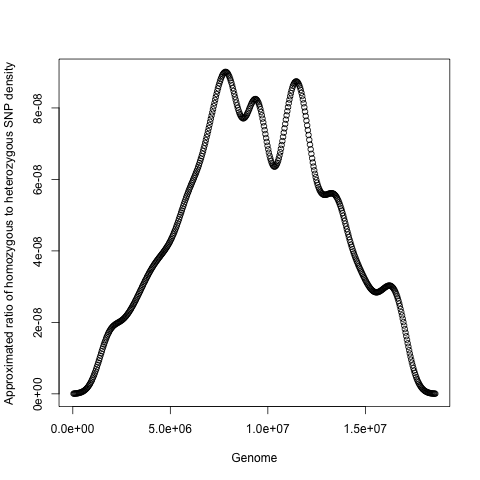 Approximated ratio of homozygous to heterozygous SNP density
8e-08
6e-08
4e-08
2e-08
0e+00
0.0e+00 5.0e+06 1.0e+07 1.5e+07
Genome